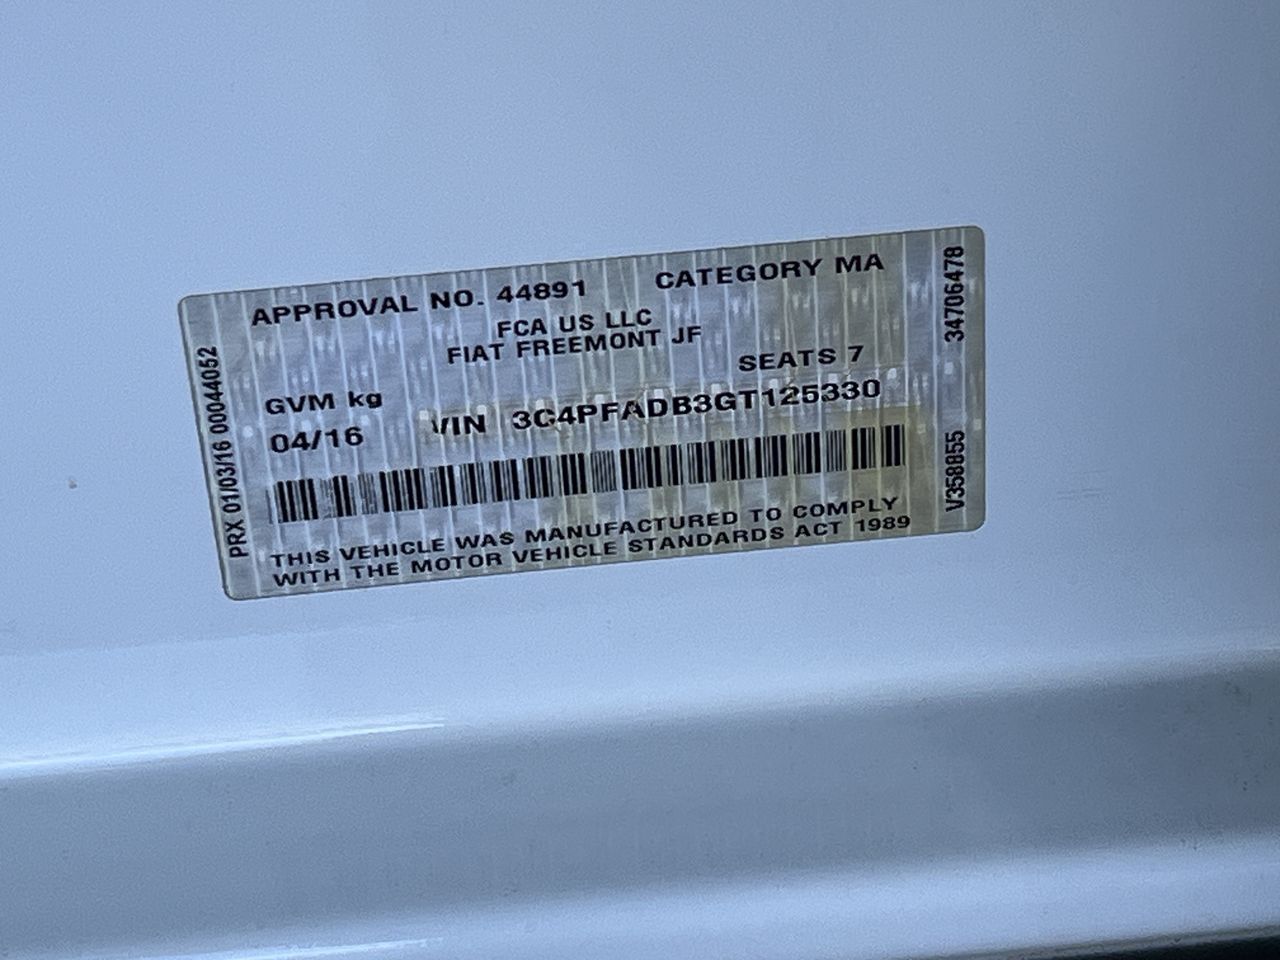 APPROVAL NO. 44891 CATEGORY MA
FCA US LLC
FIAT FREEMONT JF
SEATS 7
GVM kg
04/16 VIN 3C4PFADB3GT125330
THIS VEHICLE WAS MANUFACTURED TO COMPLY
WITH THE MOTOR VEHICLE STANDARDS ACT 1989
PRX 01/03/16 00044052
V358855 34706478